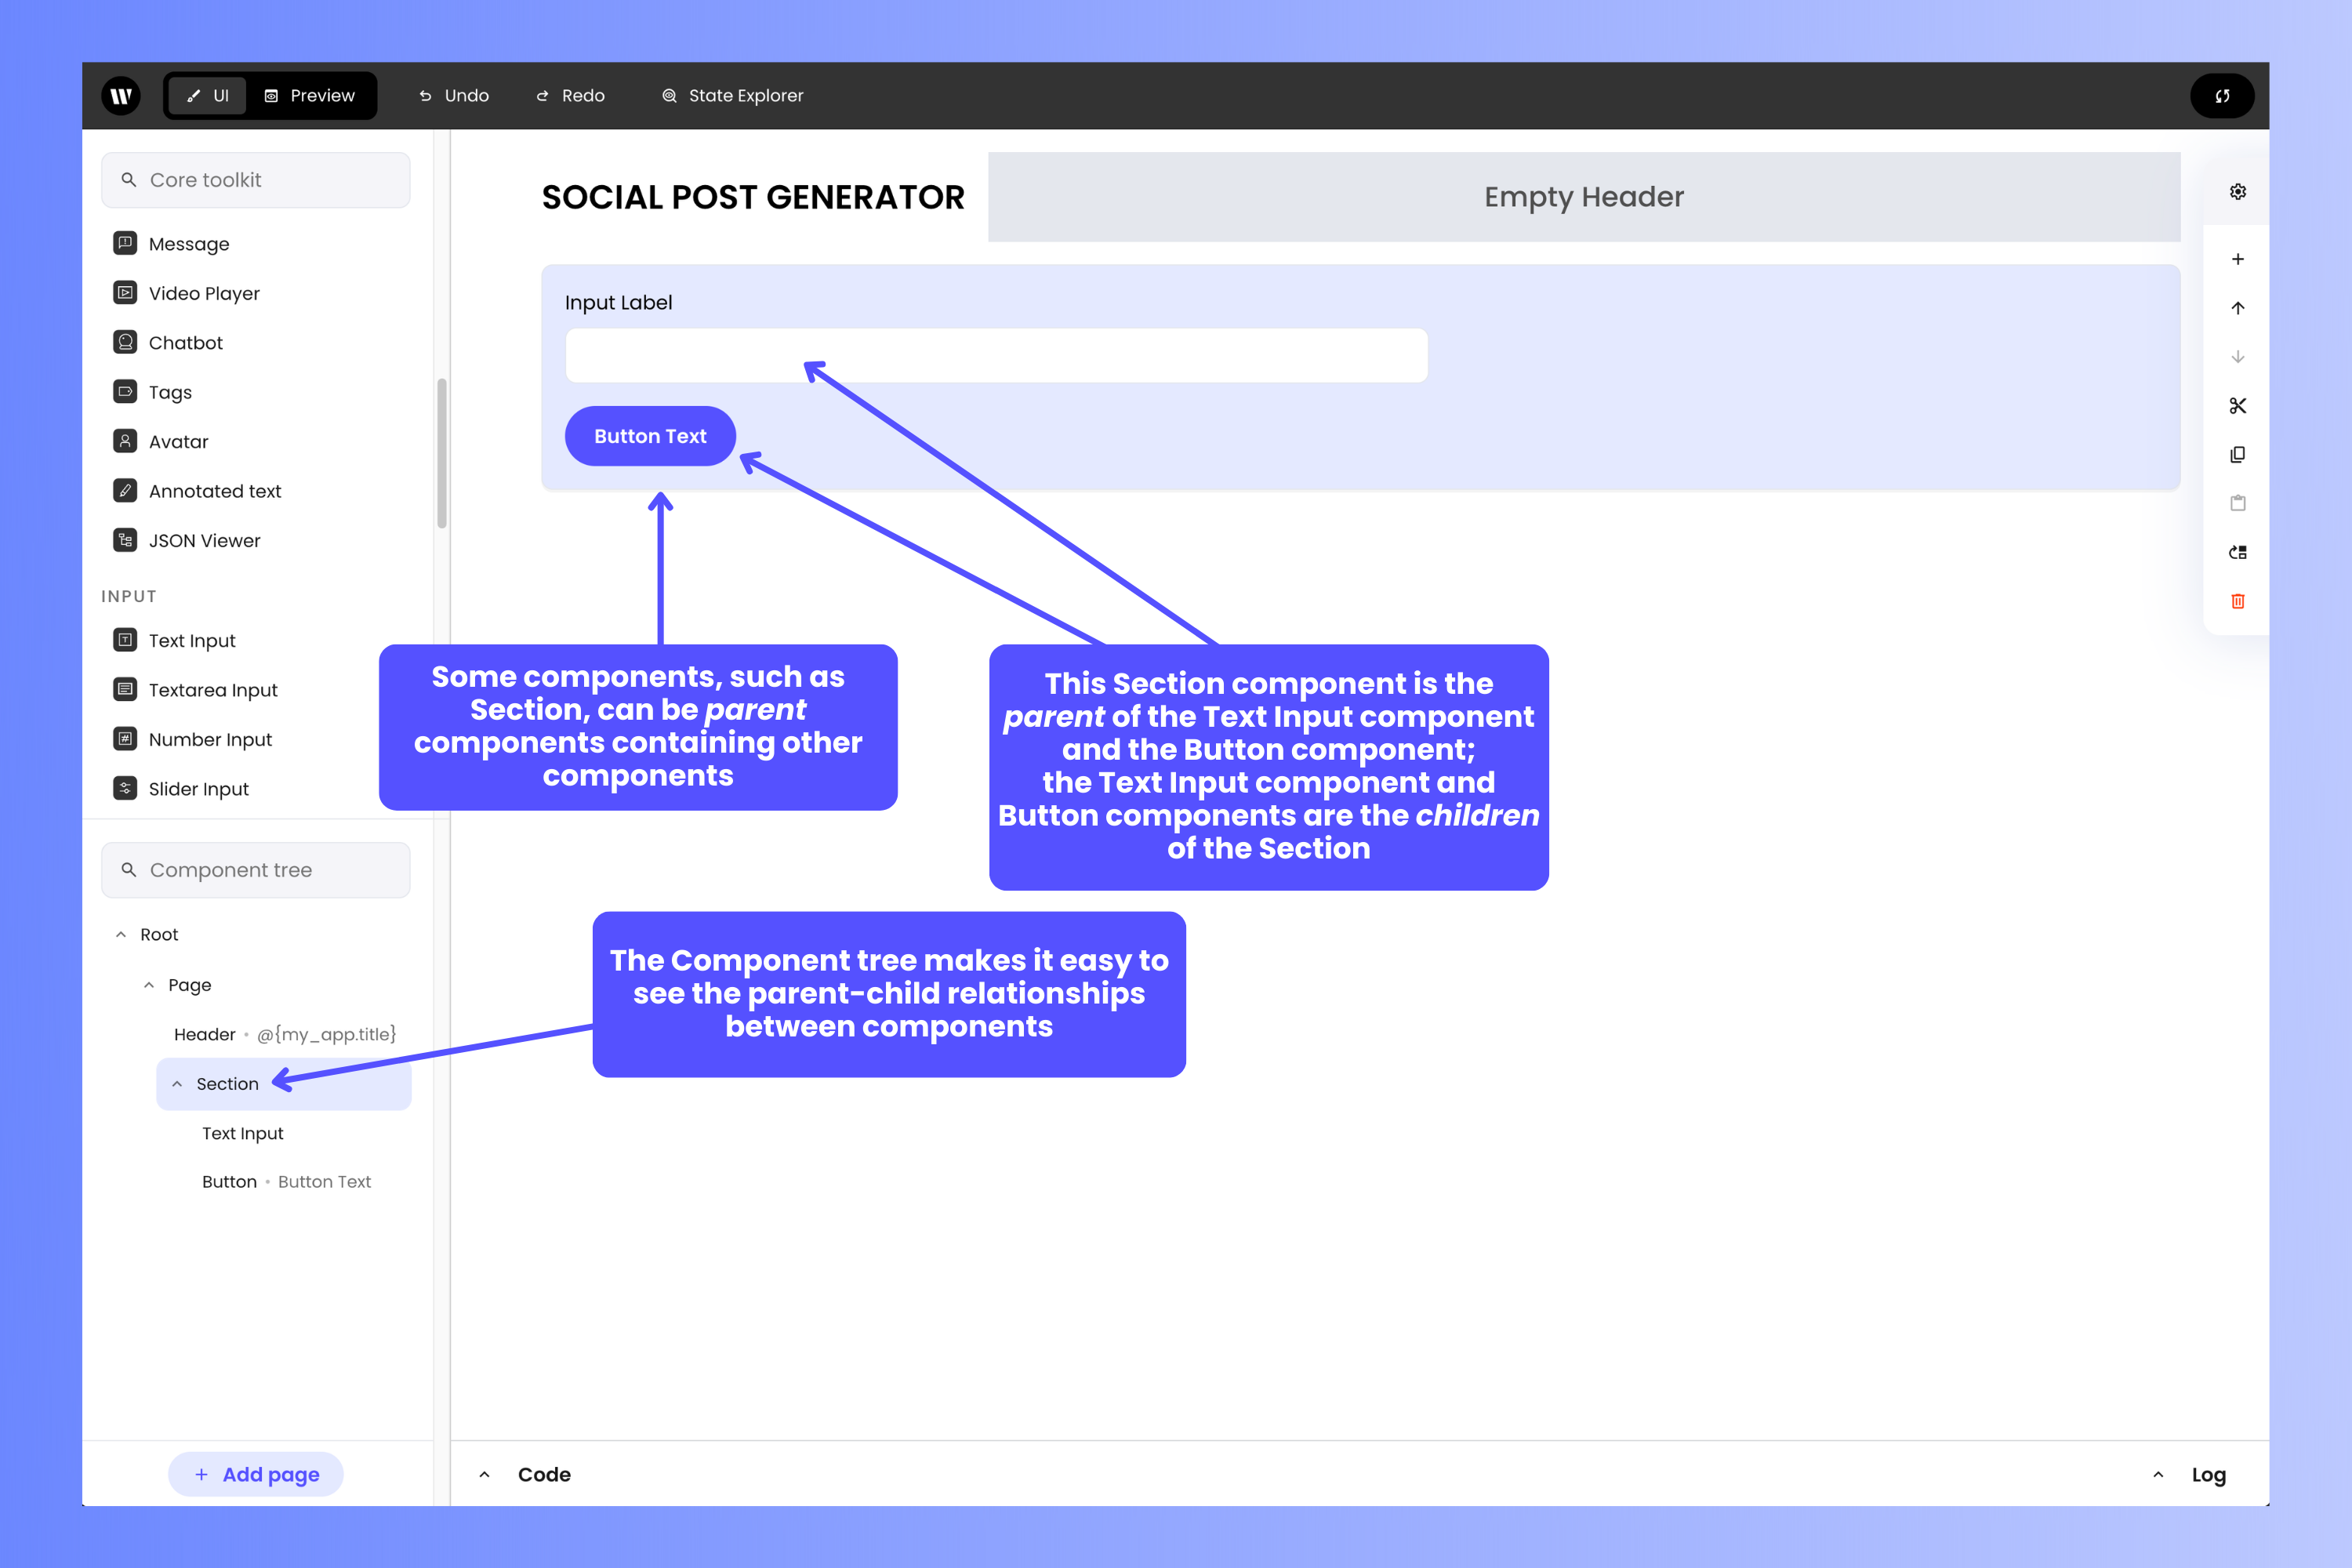 UI
Preview
Undo
Redo
State Explorer
Core toolkit
Message
Video Player
Chatbot
Tags
Avatar
Annotated text
JSON Viewer
INPUT
Text Input
Textarea Input
Number Input
Slider Input
Component tree
Root
Page
Header • @{my_app.title}
Section
Text Input
Button • Button Text
+ Add page
SOCIAL POST GENERATOR
Empty Header
Input Label
Button Text
Some components, such as
Section, can be parent
components containing other
components
This Section component is the
parent of the Text Input component
and the Button component;
the Text Input component and
Button components are the children
of the Section
The Component tree makes it easy to
see the parent-child relationships
between components
Code
Log